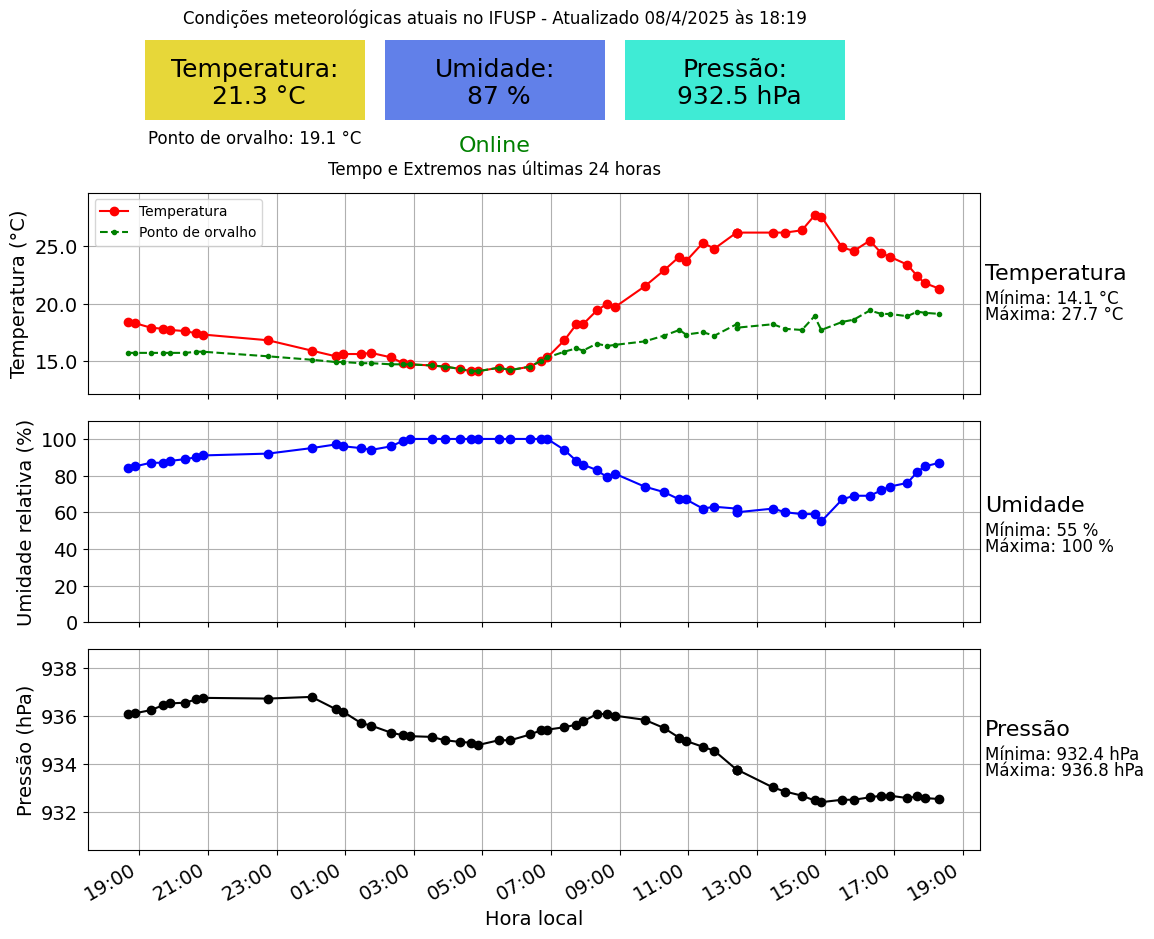 Condições meteorológicas atuais no IFUSP - Atualizado 08/4/2025 às 18:19
Temperatura:
21.3 °C
Umidade:
87 %
Pressão:
932.5 hPa
Ponto de orvalho: 19.1 °C
Online
Tempo e Extremos nas últimas 24 horas
Temperatura (°C)
25.0
20.0
15.0
Temperatura
Ponto de orvalho
Temperatura
Mínima: 14.1 °C
Máxima: 27.7 °C
Umidade relativa (%)
100
80
60
40
20
0
Umidade
Mínima: 55 %
Máxima: 100 %
Pressão (hPa)
938
936
934
932
Pressão
Mínima: 932.4 hPa
Máxima: 936.8 hPa
19:00 21:00 23:00 01:00 03:00 05:00 07:00 09:00 11:00 13:00 15:00 17:00 19:00
Hora local